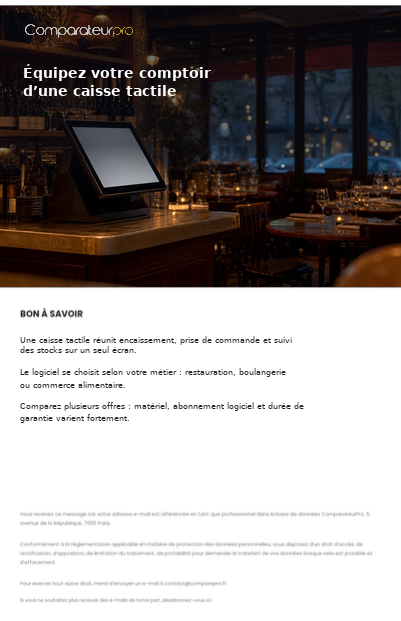 Comparateurpro
Équipez votre comptoir
d’une caisse tactile
BON À SAVOIR
Une caisse tactile réunit encaissement, prise de commande et suivi
des stocks sur un seul écran.
Le logiciel se choisit selon votre métier : restauration, boulangerie
ou commerce alimentaire.
Comparez plusieurs offres : matériel, abonnement logiciel et durée de
garantie varient fortement.
Vous recevez ce message car votre adresse e-mail est référencée en tant que professionnel dans la base de données ComparateurPro, 5
avenue de la République, 75011 Paris.
Conformément à la réglementation applicable en matière de protection des données personnelles, vous disposez d'un droit d'accès, de
rectification, d'opposition, de limitation du traitement, de portabilité pour demander le transfert de vos données lorsque cela est possible et
d'effacement.
Pour exercer tout autre droit, merci d'envoyer un e-mail à contact@comparepro.fr
Si vous ne souhaitez plus recevoir des e-mails de notre part, désabonnez-vous ici.